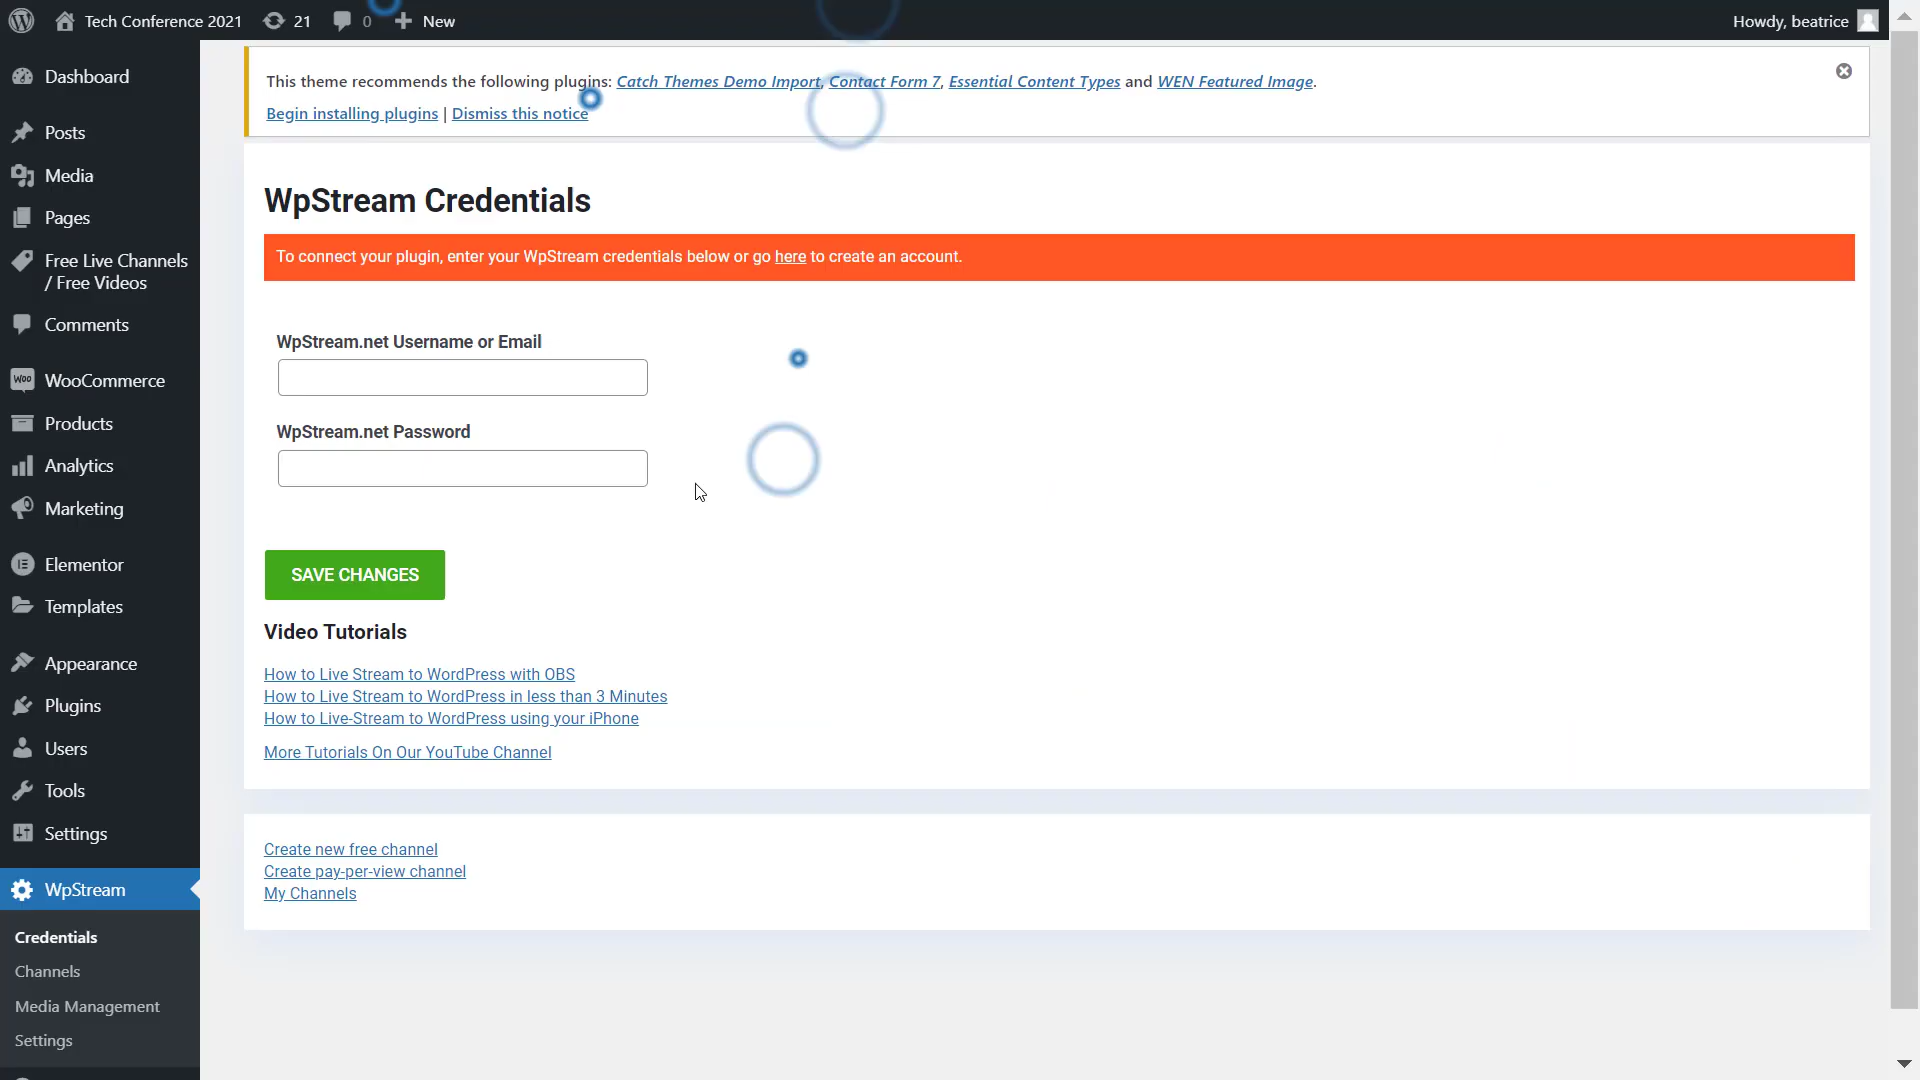 Tech Conference 2021 21 0 New
Howdy, beatrice
Dashboard
Posts
Media
Pages
Free Live Channels
/ Free Videos
Comments
Woo WooCommerce
Products
Analytics
Marketing
Elementor
Templates
Appearance
Plugins
Users
Tools
Settings
WpStream
Credentials
Channels
Media Management
Settings
This theme recommends the following plugins: Catch Themes Demo Import, Contact Form 7, Essential Content Types and WEN Featured Image.
Begin installing plugins | Dismiss this notice
WpStream Credentials
To connect your plugin, enter your WpStream credentials below or go here to create an account.
WpStream.net Username or Email
WpStream.net Password
SAVE CHANGES
Video Tutorials
How to Live Stream to WordPress with OBS
How to Live Stream to WordPress in less than 3 Minutes
How to Live-Stream to WordPress using your iPhone
More Tutorials On Our YouTube Channel
Create new free channel
Create pay-per-view channel
My Channels